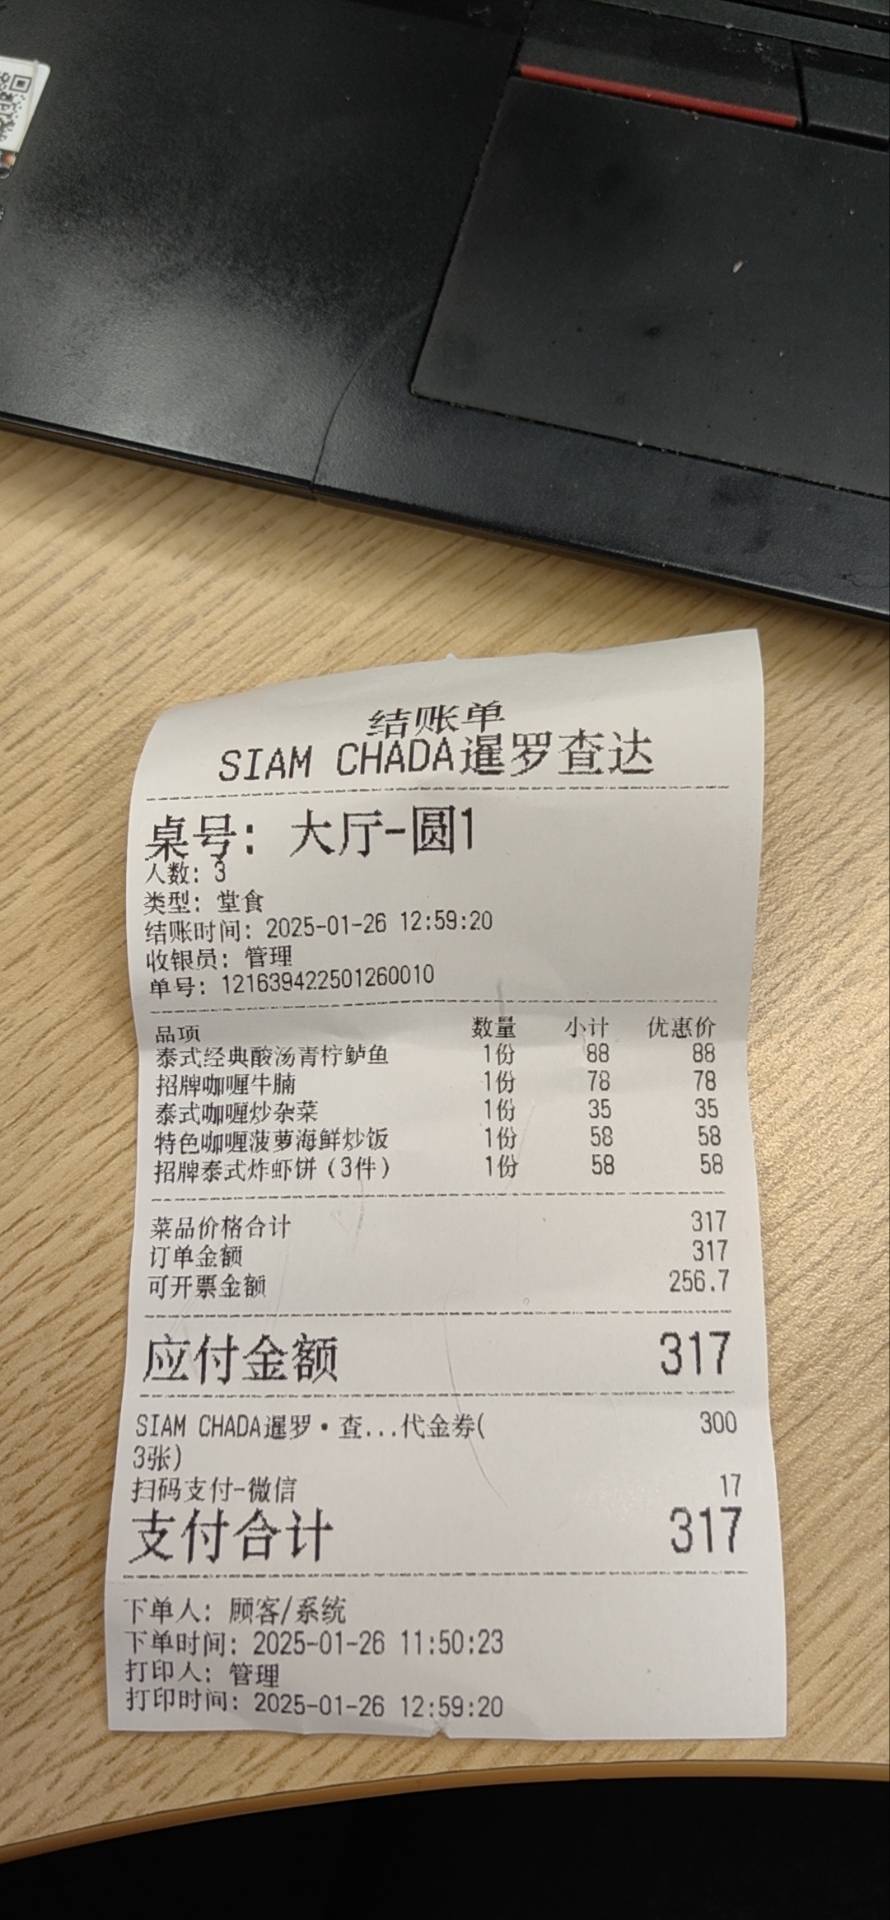 结账单
SIAM CHADA暹罗查达
桌号: 大厅-圆1
人数: 3
类型: 堂食
结账时间: 2025-01-26 12:59:20
收银员: 管理
单号: 121639422501260010
品项 数量 小计 优惠价
泰式经典酸汤青柠鲈鱼 1份 88 88
招牌咖喱牛腩 1份 78 78
泰式咖喱炒杂菜 1份 35 35
特色咖喱菠萝海鲜炒饭 1份 58 58
招牌泰式炸虾饼(3件) 1份 58 58
菜品价格合计 317
订单金额 317
可开票金额 256.7
应付金额 317
SIAM CHADA暹罗·查...代金券( 300
3张)
扫码支付-微信 17
支付合计 317
下单人: 顾客/系统
下单时间: 2025-01-26 11:50:23
打印人: 管理
打印时间: 2025-01-26 12:59:20